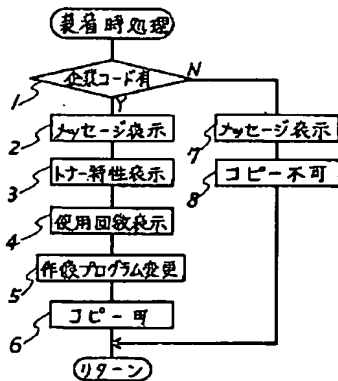 装着時処理
企業コード有
N
1
Y
2
メッセージ表示
7
メッセージ表示
3
トナー特性表示
8
コピー不可
4
使用回数表示
5
作像プログラム変更
6
コピー可
リターン